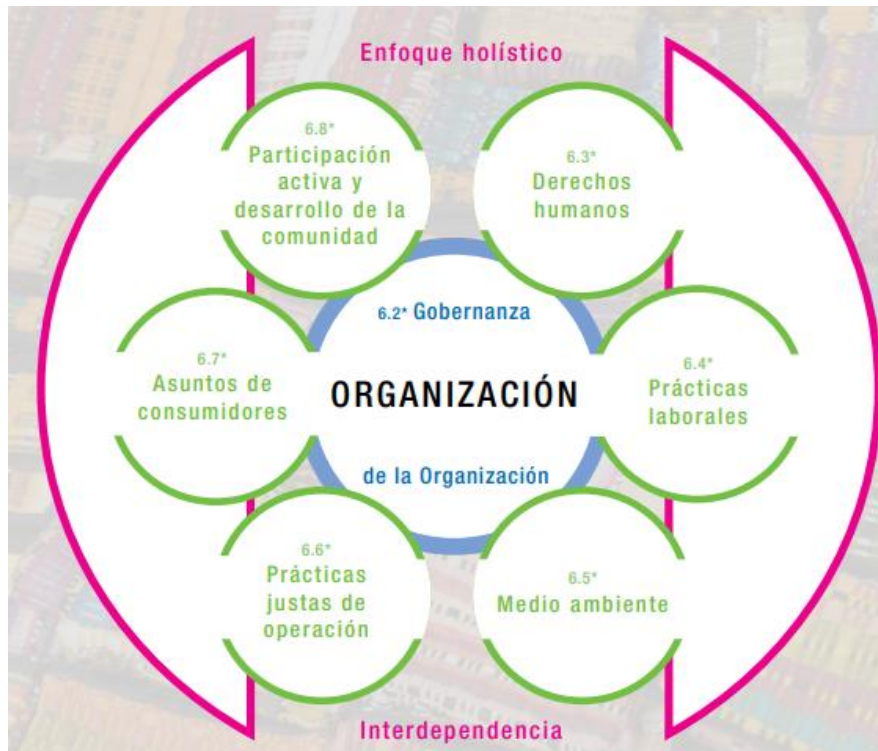 Enfoque holístico
6.8*
Participación
activa y
desarrollo de la
comunidad
6.3*
Derechos
humanos
6.2* Gobernanza
6.7*
Asuntos de
consumidores
ORGANIZACIÓN
6.4*
Prácticas
laborales
de la Organización
6.6*
Prácticas
justas de
operación
6.5*
Medio ambiente
Interdependencia